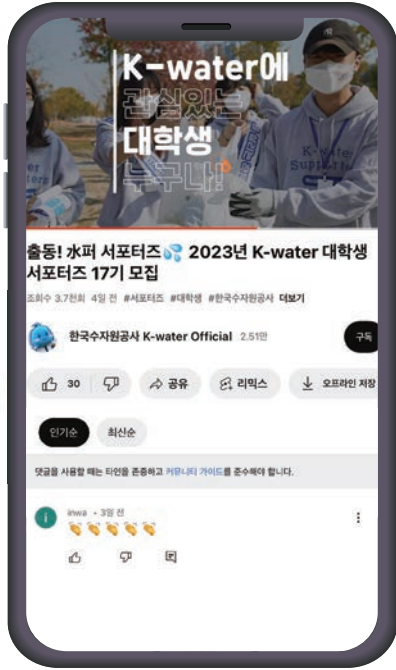 K-water에
관심있는
대학생
누구나!
K-water
Supporters
출동! 水퍼 서포터즈💦 2023년 K-water 대학생
서포터즈 17기 모집
조회수 3.7천회 4일 전 #서포터즈 #대학생 #한국수자원공사 더보기
한국수자원공사 K-water Official 2.51만
구독
30
공유
리믹스
오프라인 저장
인기순
최신순
댓글을 사용할 때는 타인을 존중하고 커뮤니티 가이드를 준수해야 합니다.
i
inwa • 3일 전
👏👏👏👏👏